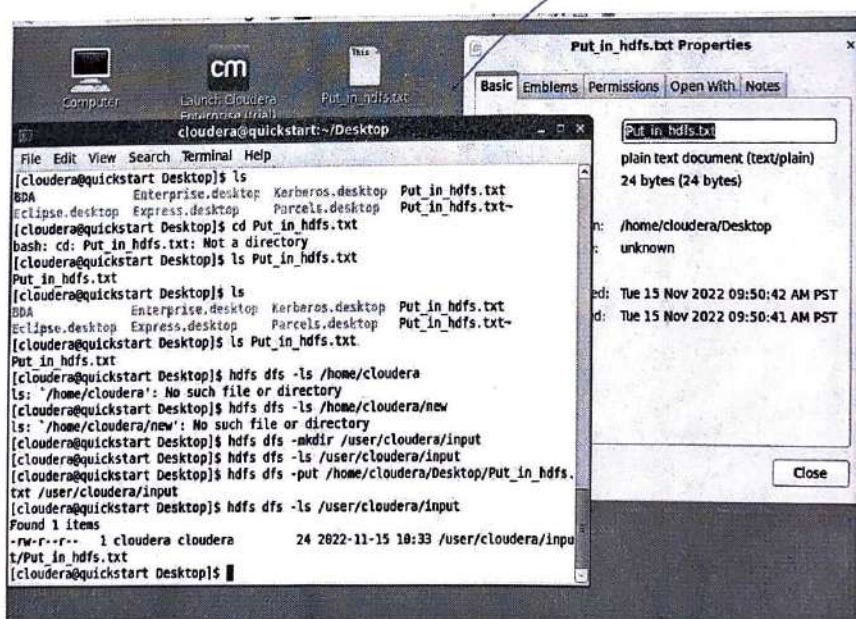 This
cm
Computer
Launch Cloudera
Enterprise (trial)
Put_in_hdfs.txt
Put_in_hdfs.txt Properties
Basic Emblems Permissions Open With Notes
Put_in_hdfs.txt
plain text document (text/plain)
24 bytes (24 bytes)
n: /home/cloudera/Desktop
unknown
ed: Tue 15 Nov 2022 09:50:42 AM PST
d: Tue 15 Nov 2022 09:50:41 AM PST
Close
cloudera@quickstart:~/Desktop
File Edit View Search Terminal Help
[cloudera@quickstart Desktop]$ ls
BDA Enterprise.desktop Kerberos.desktop Put_in_hdfs.txt
Eclipse.desktop Express.desktop Parcels.desktop Put_in_hdfs.txt~
[cloudera@quickstart Desktop]$ cd Put_in_hdfs.txt
bash: cd: Put_in_hdfs.txt: Not a directory
[cloudera@quickstart Desktop]$ ls Put_in_hdfs.txt
Put_in_hdfs.txt
[cloudera@quickstart Desktop]$ ls
BDA Enterprise.desktop Kerberos.desktop Put_in_hdfs.txt
Eclipse.desktop Express.desktop Parcels.desktop Put_in_hdfs.txt~
[cloudera@quickstart Desktop]$ ls Put_in_hdfs.txt
Put_in_hdfs.txt
[cloudera@quickstart Desktop]$ hdfs dfs -ls /home/cloudera
ls: `/home/cloudera': No such file or directory
[cloudera@quickstart Desktop]$ hdfs dfs -ls /home/cloudera/new
ls: `/home/cloudera/new': No such file or directory
[cloudera@quickstart Desktop]$ hdfs dfs -mkdir /user/cloudera/input
[cloudera@quickstart Desktop]$ hdfs dfs -ls /user/cloudera/input
[cloudera@quickstart Desktop]$ hdfs dfs -put /home/cloudera/Desktop/Put_in_hdfs.
txt /user/cloudera/input
[cloudera@quickstart Desktop]$ hdfs dfs -ls /user/cloudera/input
Found 1 items
-rw-r--r-- 1 cloudera cloudera 24 2022-11-15 10:33 /user/cloudera/inpu
t/Put_in_hdfs.txt
[cloudera@quickstart Desktop]$